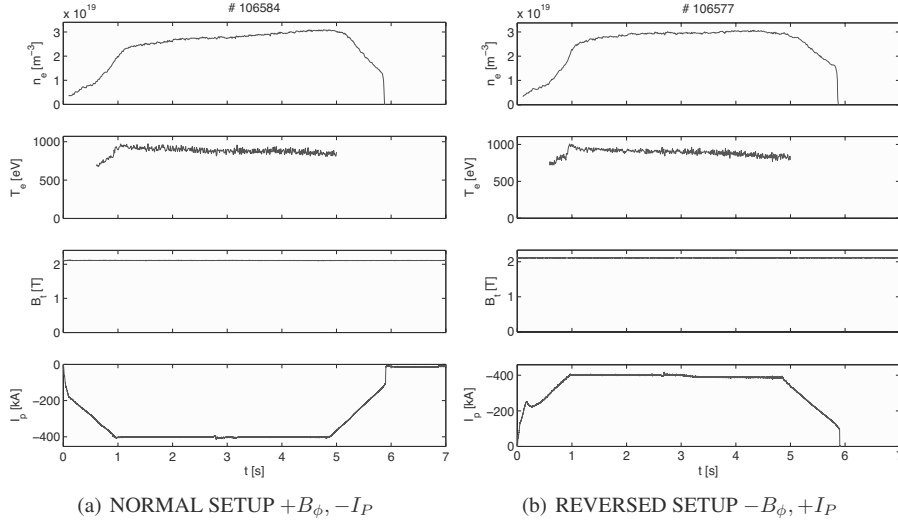 # 106584
x 10^19
n_e [m^−3]
3
2
1
0
T_e [eV]
1000
500
0
B_t [T]
2
1
0
I_p [kA]
0
−200
−400
0 1 2 3 4 5 6 7
t [s]
(a) NORMAL SETUP +B_ϕ, −I_P
# 106577
x 10^19
n_e [m^−3]
3
2
1
0
T_e [eV]
1000
500
0
B_t [T]
2
1
0
I_p [kA]
−400
−200
0
0 1 2 3 4 5 6 7
t [s]
(b) REVERSED SETUP −B_ϕ, +I_P